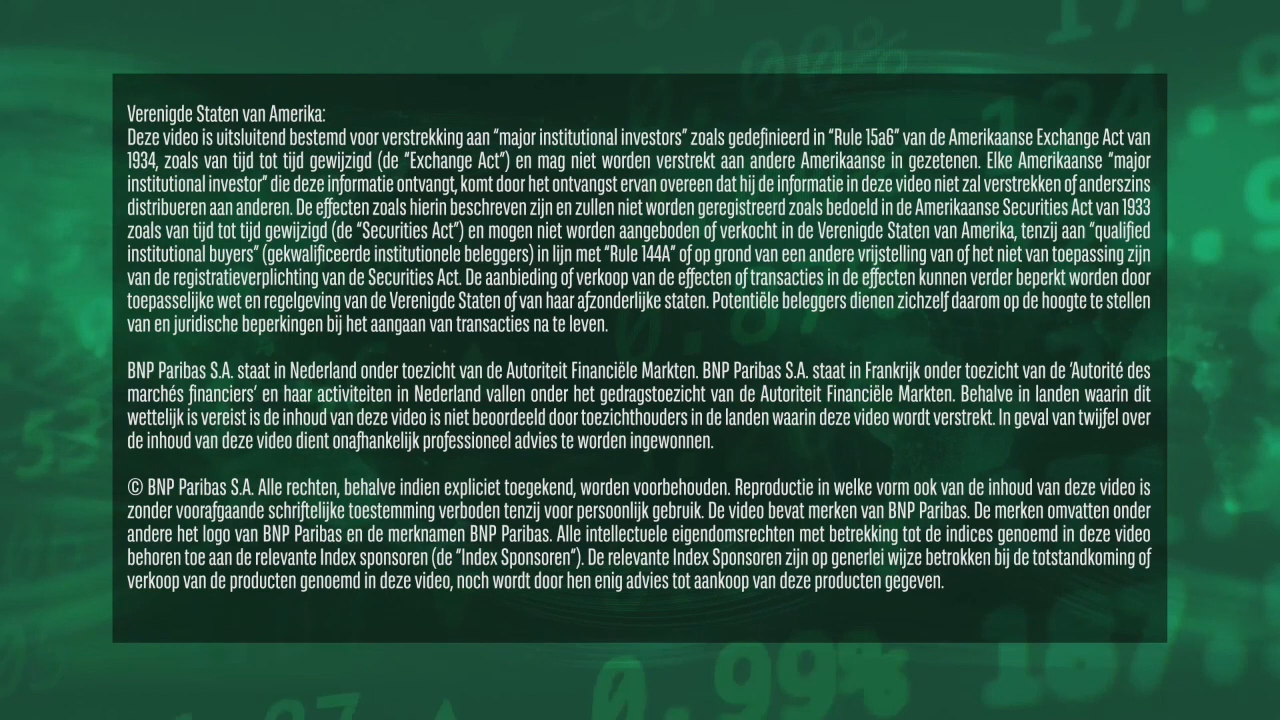 Verenigde Staten van Amerika:
Deze video is uitsluitend bestemd voor verstrekking aan “major institutional investors” zoals gedefinieerd in “Rule 15a6” van de Amerikaanse Exchange Act van
1934, zoals van tijd tot tijd gewijzigd (de “Exchange Act”) en mag niet worden verstrekt aan andere Amerikaanse in gezetenen. Elke Amerikaanse “major
institutional investor” die deze informatie ontvangt, komt door het ontvangst ervan overeen dat hij de informatie in deze video niet zal verstrekken of anderszins
distribueren aan anderen. De effecten zoals hierin beschreven zijn en zullen niet worden geregistreerd zoals bedoeld in de Amerikaanse Securities Act van 1933
zoals van tijd tot tijd gewijzigd (de “Securities Act”) en mogen niet worden aangeboden of verkocht in de Verenigde Staten van Amerika, tenzij aan “qualified
institutional buyers” (gekwalificeerde institutionele beleggers) in lijn met “Rule 144A” of op grond van een andere vrijstelling van of het niet van toepassing zijn
van de registratieverplichting van de Securities Act. De aanbieding of verkoop van de effecten of transacties in de effecten kunnen verder beperkt worden door
toepasselijke wet en regelgeving van de Verenigde Staten of van haar afzonderlijke staten. Potentiële beleggers dienen zichzelf daarom op de hoogte te stellen
van en juridische beperkingen bij het aangaan van transacties na te leven.
BNP Paribas S.A. staat in Nederland onder toezicht van de Autoriteit Financiële Markten. BNP Paribas S.A. staat in Frankrijk onder toezicht van de ‘Autorité des
marchés financiers’ en haar activiteiten in Nederland vallen onder het gedragstoezicht van de Autoriteit Financiële Markten. Behalve in landen waarin dit
wettelijk is vereist is de inhoud van deze video is niet beoordeeld door toezichthouders in de landen waarin deze video wordt verstrekt. In geval van twijfel over
de inhoud van deze video dient onafhankelijk professioneel advies te worden ingewonnen.
© BNP Paribas S.A. Alle rechten, behalve indien expliciet toegekend, worden voorbehouden. Reproductie in welke vorm ook van de inhoud van deze video is
zonder voorafgaande schriftelijke toestemming verboden tenzij voor persoonlijk gebruik. De video bevat merken van BNP Paribas. De merken omvatten onder
andere het logo van BNP Paribas en de merknamen BNP Paribas. Alle intellectuele eigendomsrechten met betrekking tot de indices genoemd in deze video
behoren toe aan de relevante Index sponsoren (de “Index Sponsoren”). De relevante Index Sponsoren zijn op generlei wijze betrokken bij de totstandkoming of
verkoop van de producten genoemd in deze video, noch wordt door hen enig advies tot aankoop van deze producten gegeven.
0.99%